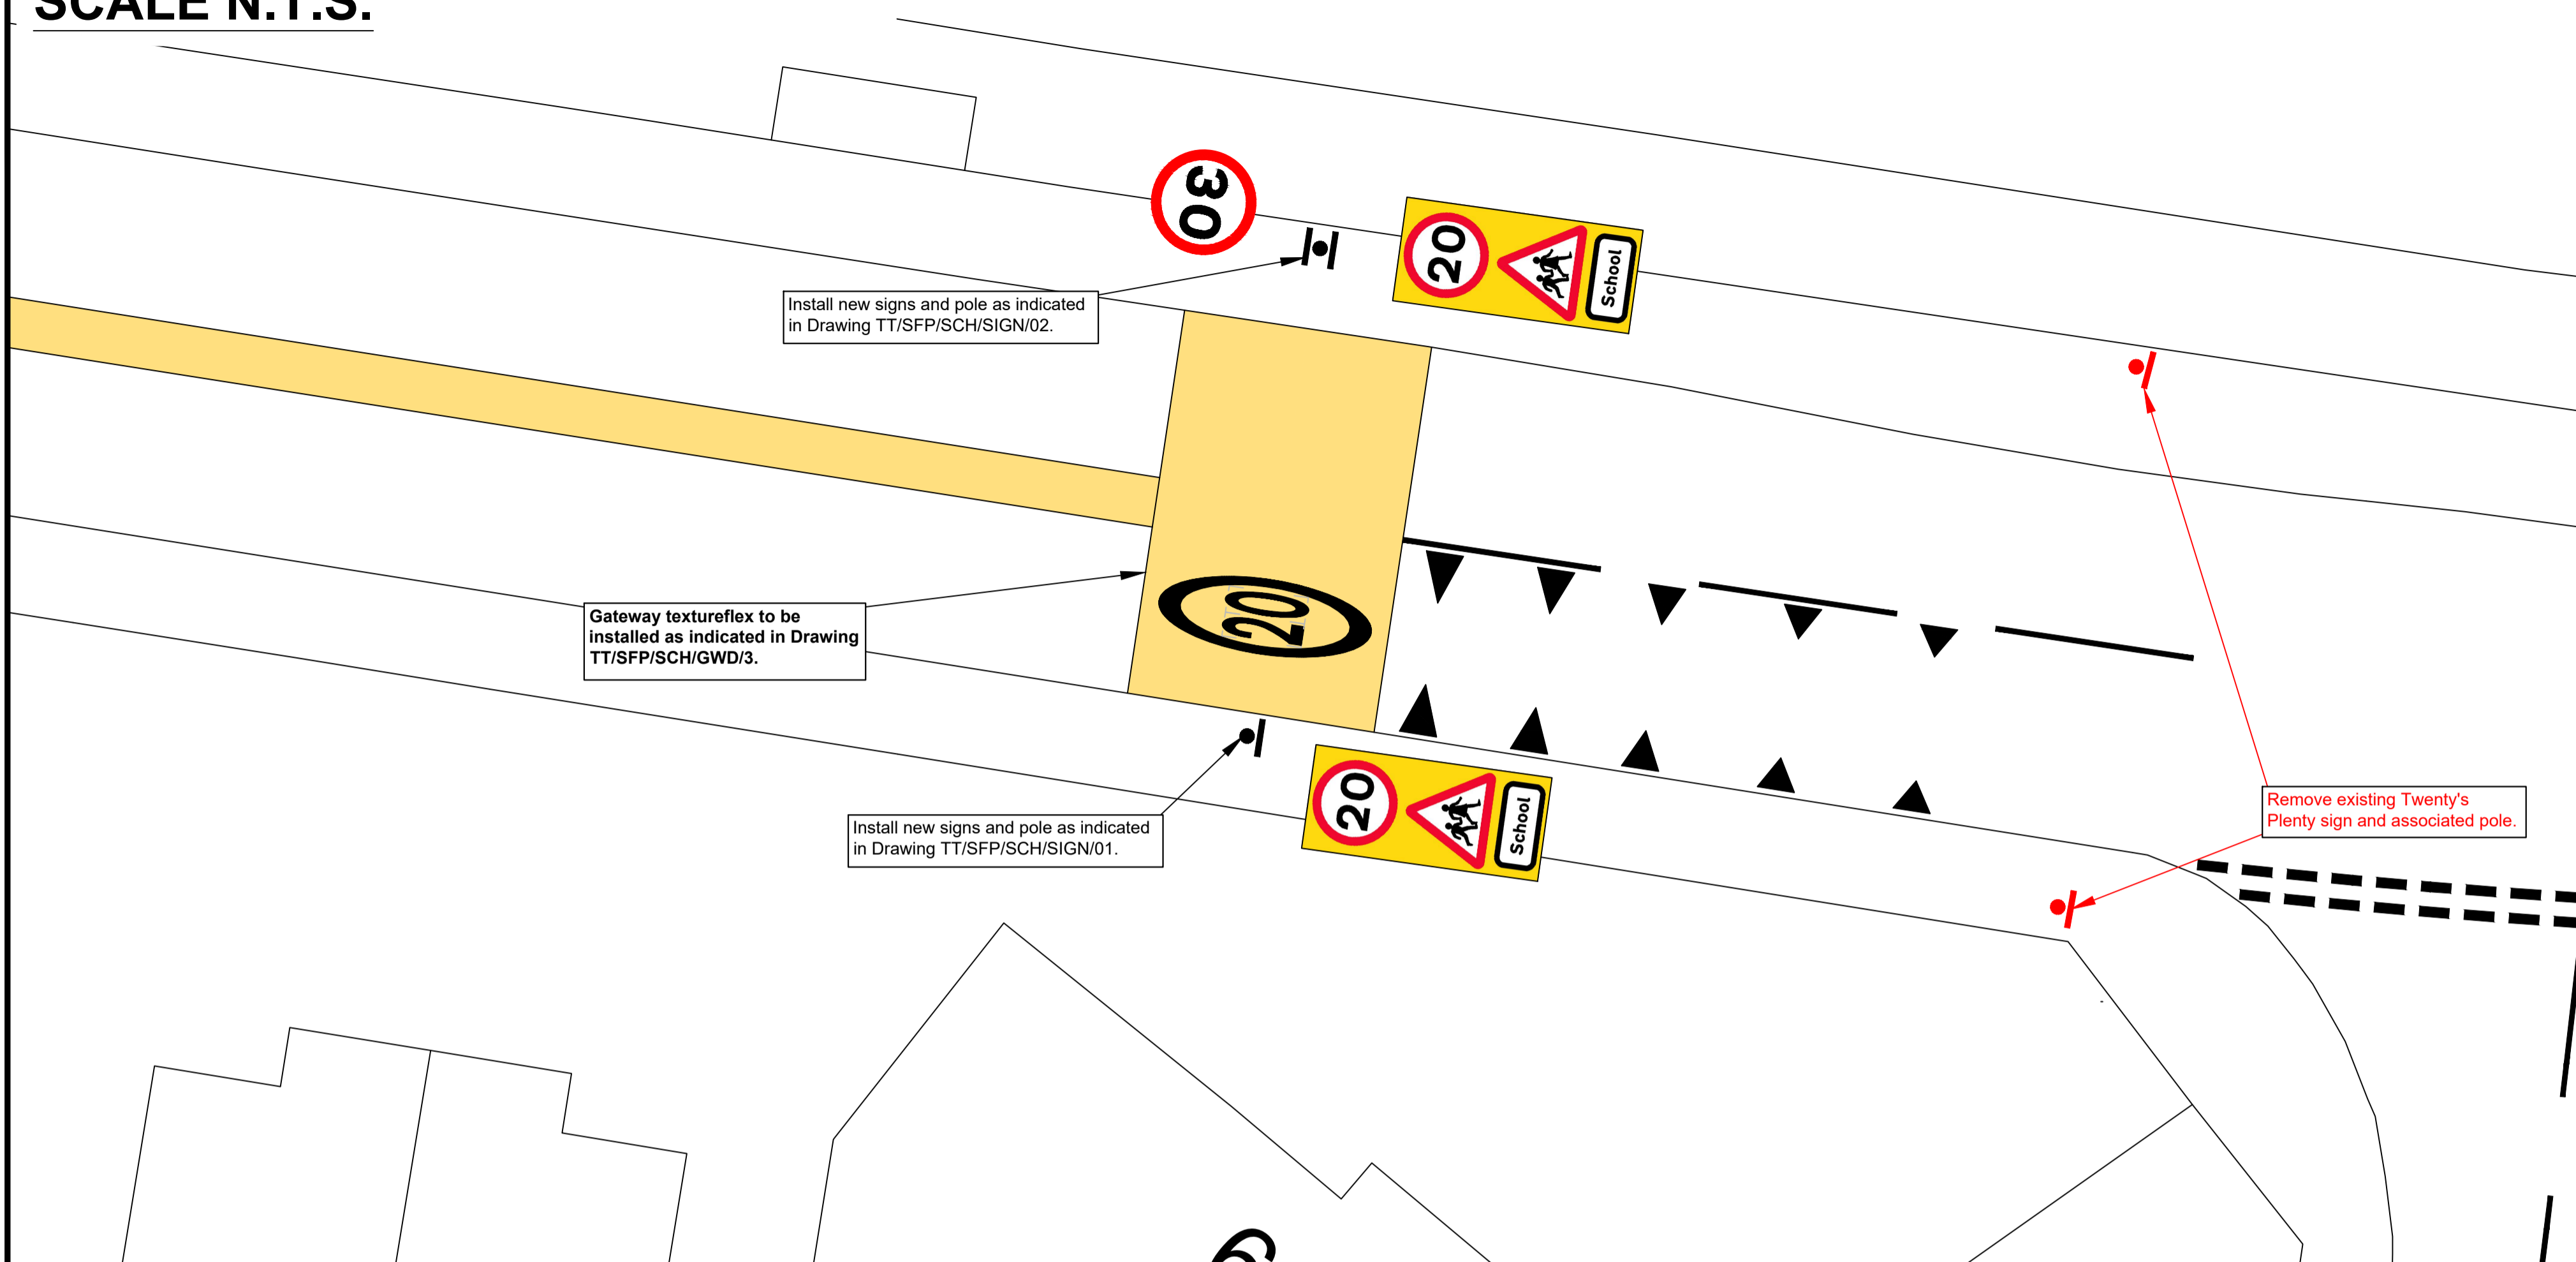 SCALE N.T.S.
30
20
School
Install new signs and pole as indicated
in Drawing TT/SFP/SCH/SIGN/02.
20
Gateway textureflex to be
installed as indicated in Drawing
TT/SFP/SCH/GWD/3.
20
School
Install new signs and pole as indicated
in Drawing TT/SFP/SCH/SIGN/01.
Remove existing Twenty's
Plenty sign and associated pole.